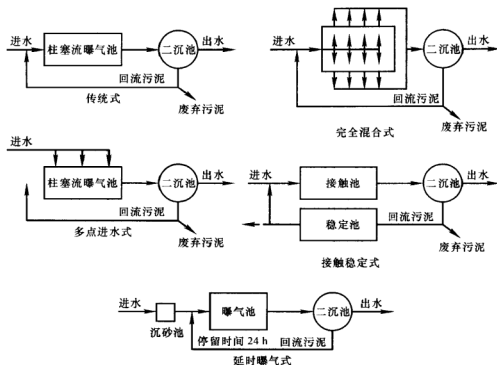 进水
柱塞流曝气池
二沉池
出水
回流污泥
废弃污泥
传统式
进水
二沉池
出水
回流污泥
废弃污泥
完全混合式
进水
柱塞流曝气池
二沉池
出水
回流污泥
废弃污泥
多点进水式
进水
接触池
二沉池
出水
稳定池
回流污泥
废弃污泥
接触稳定式
进水
沉砂池
曝气池
二沉池
出水
停留时间24 h
回流污泥
延时曝气式